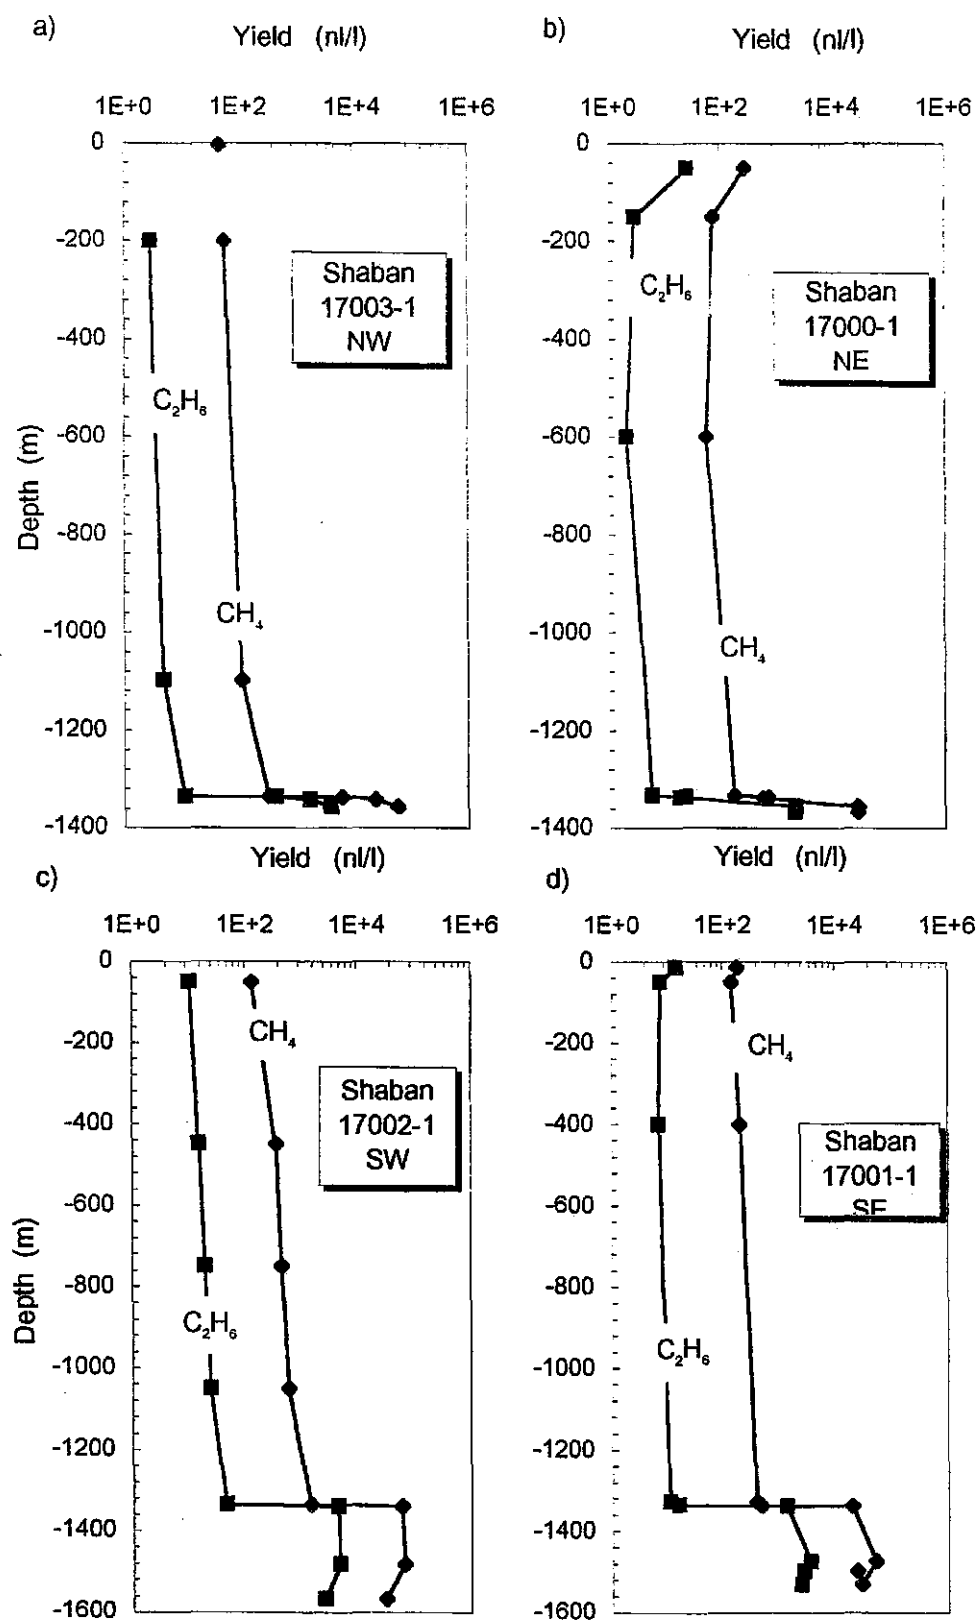 a)
Yield (nl/l)
1E+0 1E+2 1E+4 1E+6
0
-200
-400
-600
-800
-1000
-1200
-1400
Depth (m)
Shaban
17003-1
NW
C₂H₆
CH₄
b)
Yield (nl/l)
1E+0 1E+2 1E+4 1E+6
0
-200
-400
-600
-800
-1000
-1200
-1400
C₂H₆
Shaban
17000-1
NE
CH₄
c)
Yield (nl/l)
1E+0 1E+2 1E+4 1E+6
0
-200
-400
-600
-800
-1000
-1200
-1400
-1600
Depth (m)
CH₄
Shaban
17002-1
SW
C₂H₆
d)
Yield (nl/l)
1E+0 1E+2 1E+4 1E+6
0
-200
-400
-600
-800
-1000
-1200
-1400
-1600
CH₄
Shaban
17001-1
SE
C₂H₆